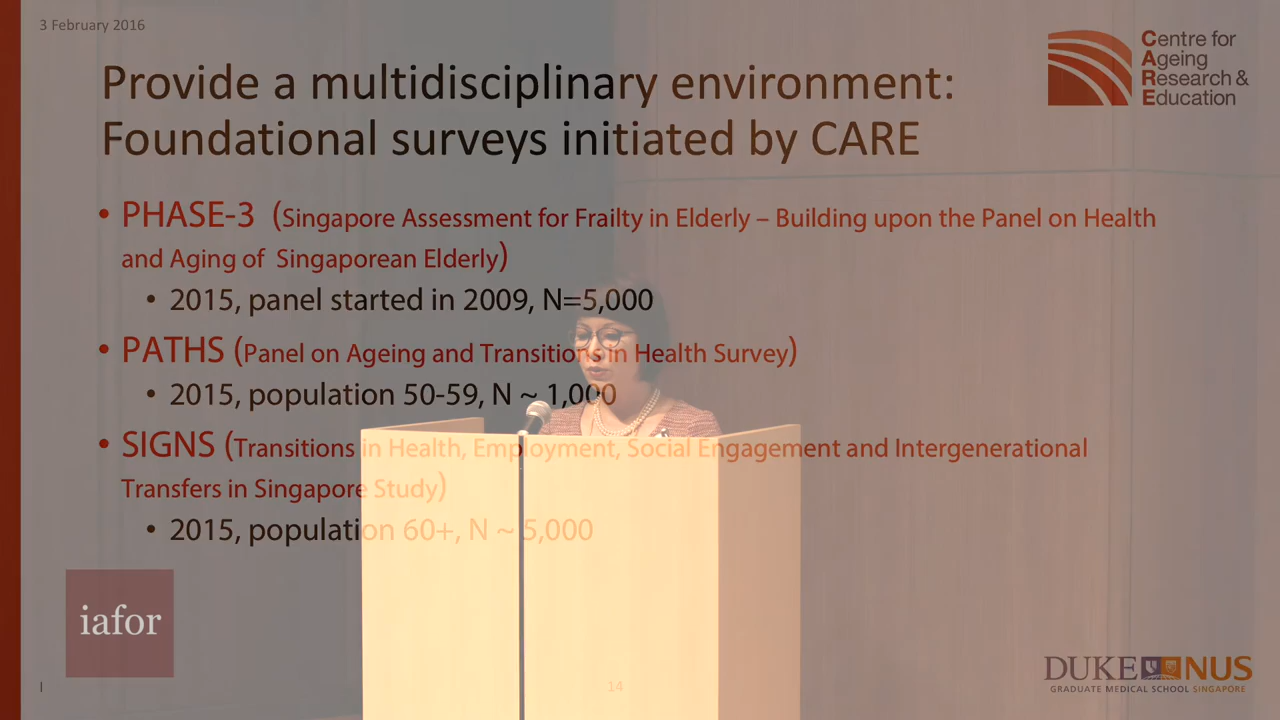 3 February 2016
Centre for
Ageing
Research &
Education
Provide a multidisciplinary environment:
Foundational surveys initiated by CARE
• PHASE-3 (Singapore Assessment for Frailty in Elderly – Building upon the Panel on Health
and Aging of Singaporean Elderly)
• 2015, panel started in 2009, N=5,000
• PATHS (Panel on Ageing and Transitions in Health Survey)
• 2015, population 50-59, N ~ 1,000
• SIGNS (Transitions in Health, Employment, Social Engagement and Intergenerational
Transfers in Singapore Study)
• 2015, population 60+, N ~ 5,000
iafor
I
14
DUKE NUS
GRADUATE MEDICAL SCHOOL SINGAPORE